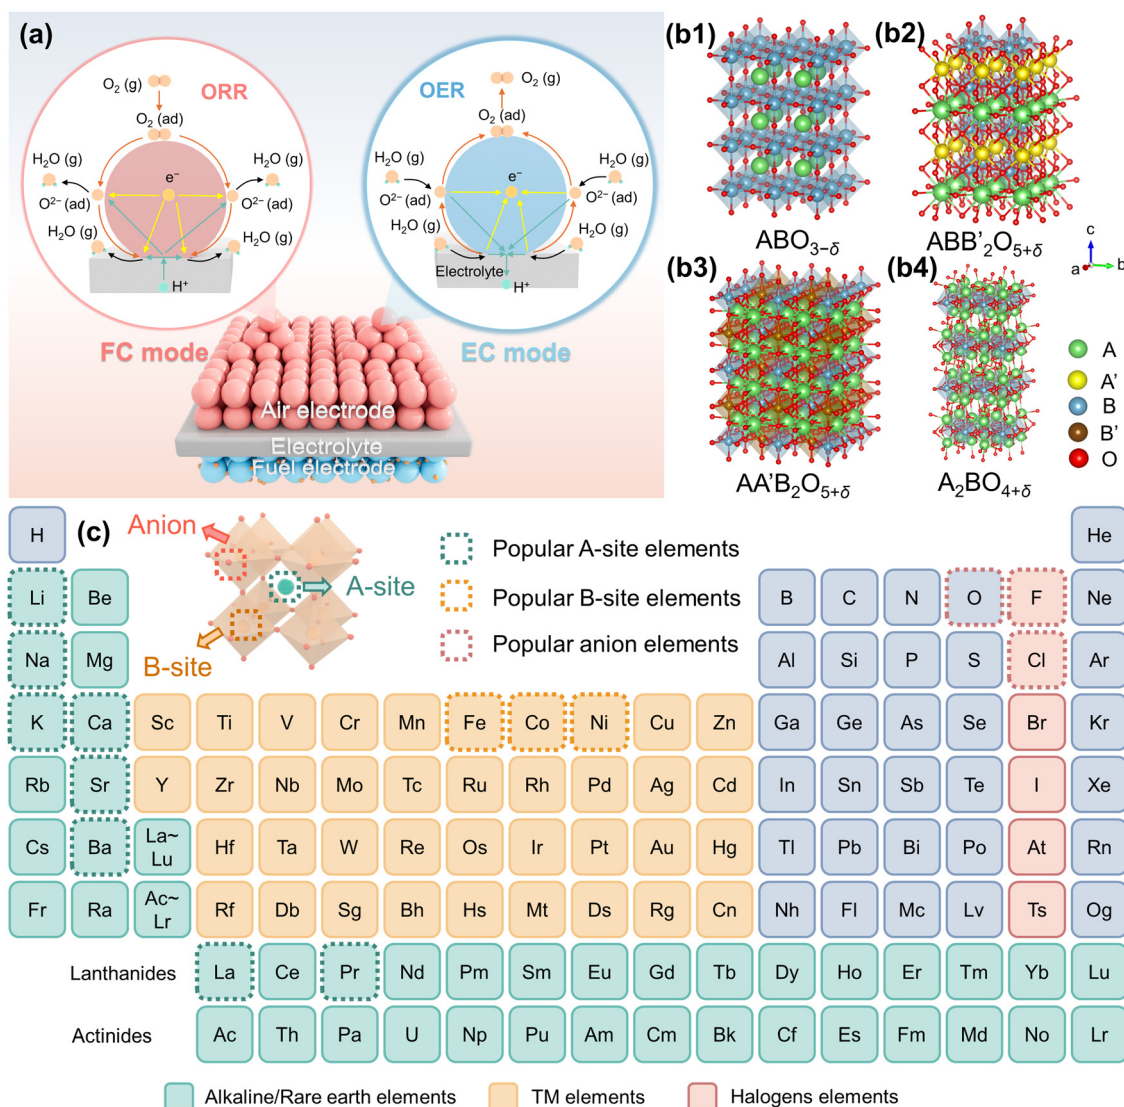 (a)
ORR
O₂ (g)
O₂ (ad)
H₂O (g)
H₂O (g)
e⁻
O²⁻ (ad)
O²⁻ (ad)
H₂O (g)
H₂O (g)
H⁺
OER
O₂ (g)
O₂ (ad)
H₂O (g)
H₂O (g)
e⁻
O²⁻ (ad)
O²⁻ (ad)
H₂O (g)
H₂O (g)
Electrolyte
H⁺
FC mode
EC mode
Air electrode
Electrolyte
Fuel electrode
(b1)
ABO₃₋δ
(b2)
ABB’₂O₅₊δ
(b3)
AA’B₂O₅₊δ
(b4)
A₂BO₄₊δ
c
a
b
A
A’
B
B’
O
(c)
Anion
A-site
B-site
Popular A-site elements
Popular B-site elements
Popular anion elements
H He
Li Be B C N O F Ne
Na Mg Al Si P S Cl Ar
K Ca Sc Ti V Cr Mn Fe Co Ni Cu Zn Ga Ge As Se Br Kr
Rb Sr Y Zr Nb Mo Tc Ru Rh Pd Ag Cd In Sn Sb Te I Xe
Cs Ba La~ Lu Hf Ta W Re Os Ir Pt Au Hg Tl Pb Bi Po At Rn
Fr Ra Ac~ Lr Rf Db Sg Bh Hs Mt Ds Rg Cn Nh Fl Mc Lv Ts Og
Lanthanides La Ce Pr Nd Pm Sm Eu Gd Tb Dy Ho Er Tm Yb Lu
Actinides Ac Th Pa U Np Pu Am Cm Bk Cf Es Fm Md No Lr
Alkaline/Rare earth elements
TM elements
Halogens elements